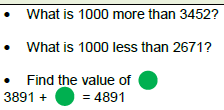 • What is 1000 more than 3452?
• What is 1000 less than 2671?
• Find the value of
3891 + = 4891